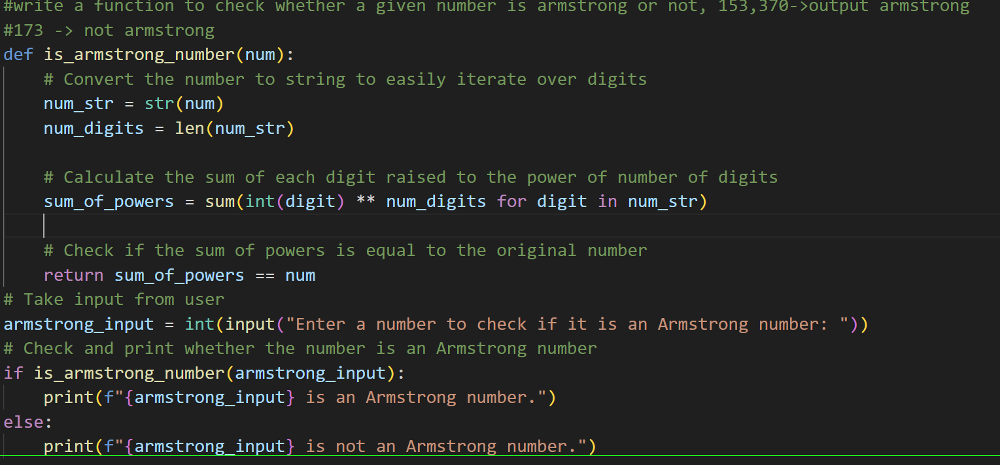 #write a function to check whether a given number is armstrong or not, 153,370->output armstrong
#173 -> not armstrong
def is_armstrong_number(num):
    # Convert the number to string to easily iterate over digits
    num_str = str(num)
    num_digits = len(num_str)

    # Calculate the sum of each digit raised to the power of number of digits
    sum_of_powers = sum(int(digit) ** num_digits for digit in num_str)

    # Check if the sum of powers is equal to the original number
    return sum_of_powers == num
# Take input from user
armstrong_input = int(input("Enter a number to check if it is an Armstrong number: "))
# Check and print whether the number is an Armstrong number
if is_armstrong_number(armstrong_input):
    print(f"{armstrong_input} is an Armstrong number.")
else:
    print(f"{armstrong_input} is not an Armstrong number.")